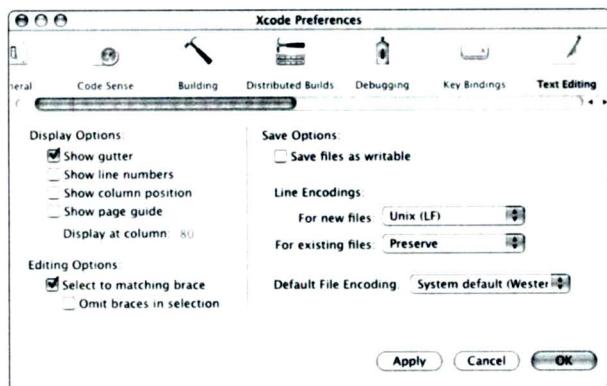 Xcode Preferences
neral Code Sense Building Distributed Builds Debugging Key Bindings Text Editing
Display Options:
Show gutter
Show line numbers
Show column position
Show page guide
Display at column: 80
Editing Options:
Select to matching brace
Omit braces in selection
Save Options:
Save files as writable
Line Encodings:
For new files: Unix (LF)
For existing files: Preserve
Default File Encoding: System default (Wester
Apply Cancel OK